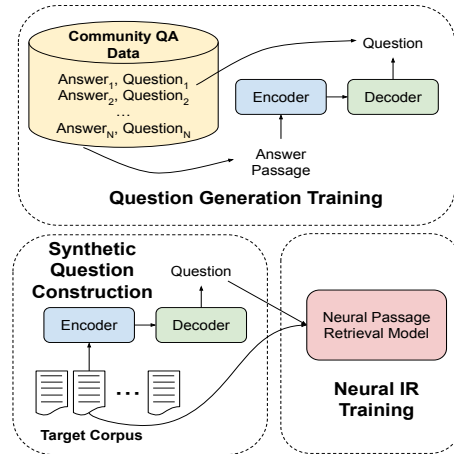 Community QA
Data
Answer1, Question1
Answer2, Question2
...
AnswerN, QuestionN
Question
Encoder
Decoder
Answer
Passage
Question Generation Training
Synthetic
Question
Construction
Question
Encoder
Decoder
...
Target Corpus
Neural Passage
Retrieval Model
Neural IR
Training